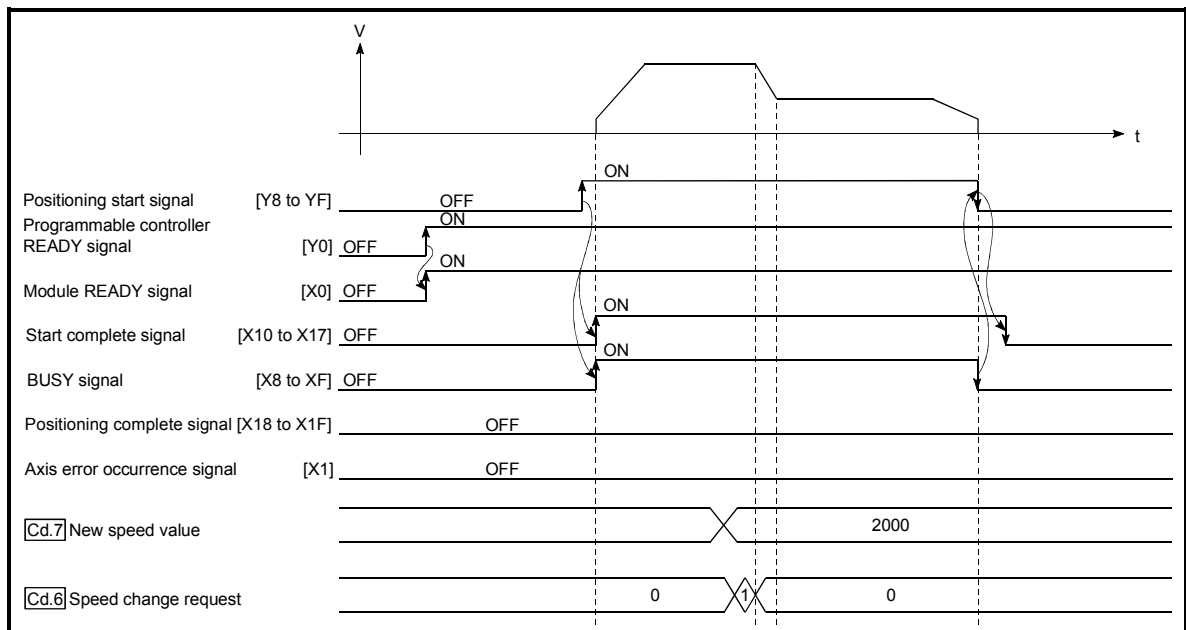 V
t
ON
Positioning start signal [Y8 to YF] OFF
Programmable controller
READY signal [Y0] OFF ON
Module READY signal [X0] OFF ON
Start complete signal [X10 to X17] OFF ON
BUSY signal [X8 to XF] OFF ON
Positioning complete signal [X18 to X1F] OFF
Axis error occurrence signal [X1] OFF
Cd.7 New speed value 2000
Cd.6 Speed change request 0 1 0